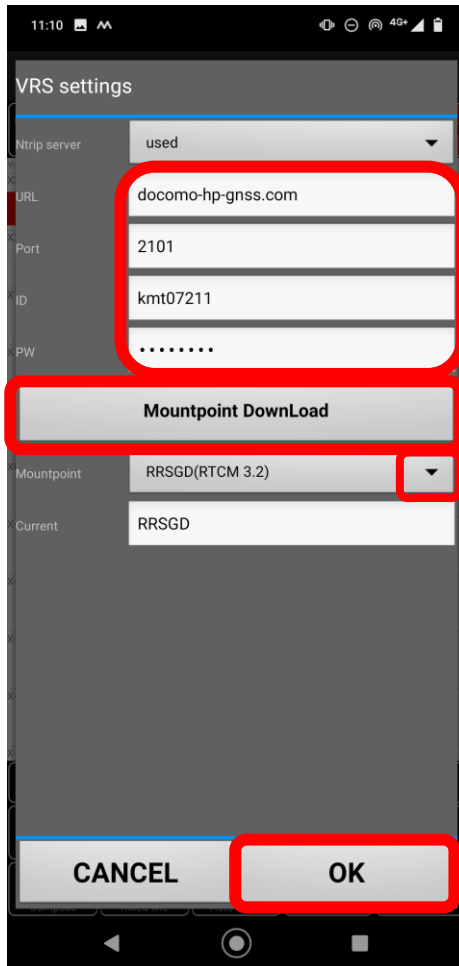 11:10
4G+
VRS settings
Ntrip server used
URL docomo-hp-gnss.com
Port 2101
ID kmt07211
PW ••••••••
Mountpoint DownLoad
Mountpoint RRSGD(RTCM 3.2)
Current RRSGD
CANCEL OK